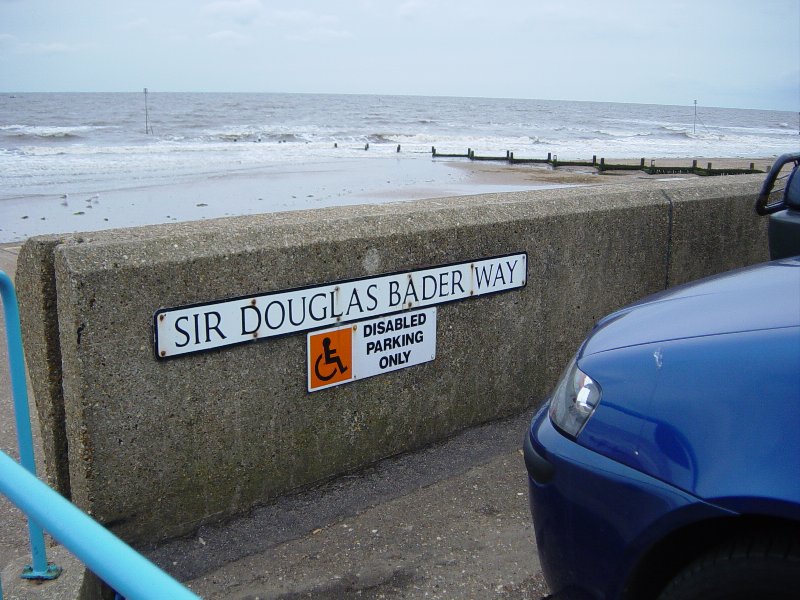 SIR DOUGLAS BADER WAY
DISABLED
PARKING
ONLY